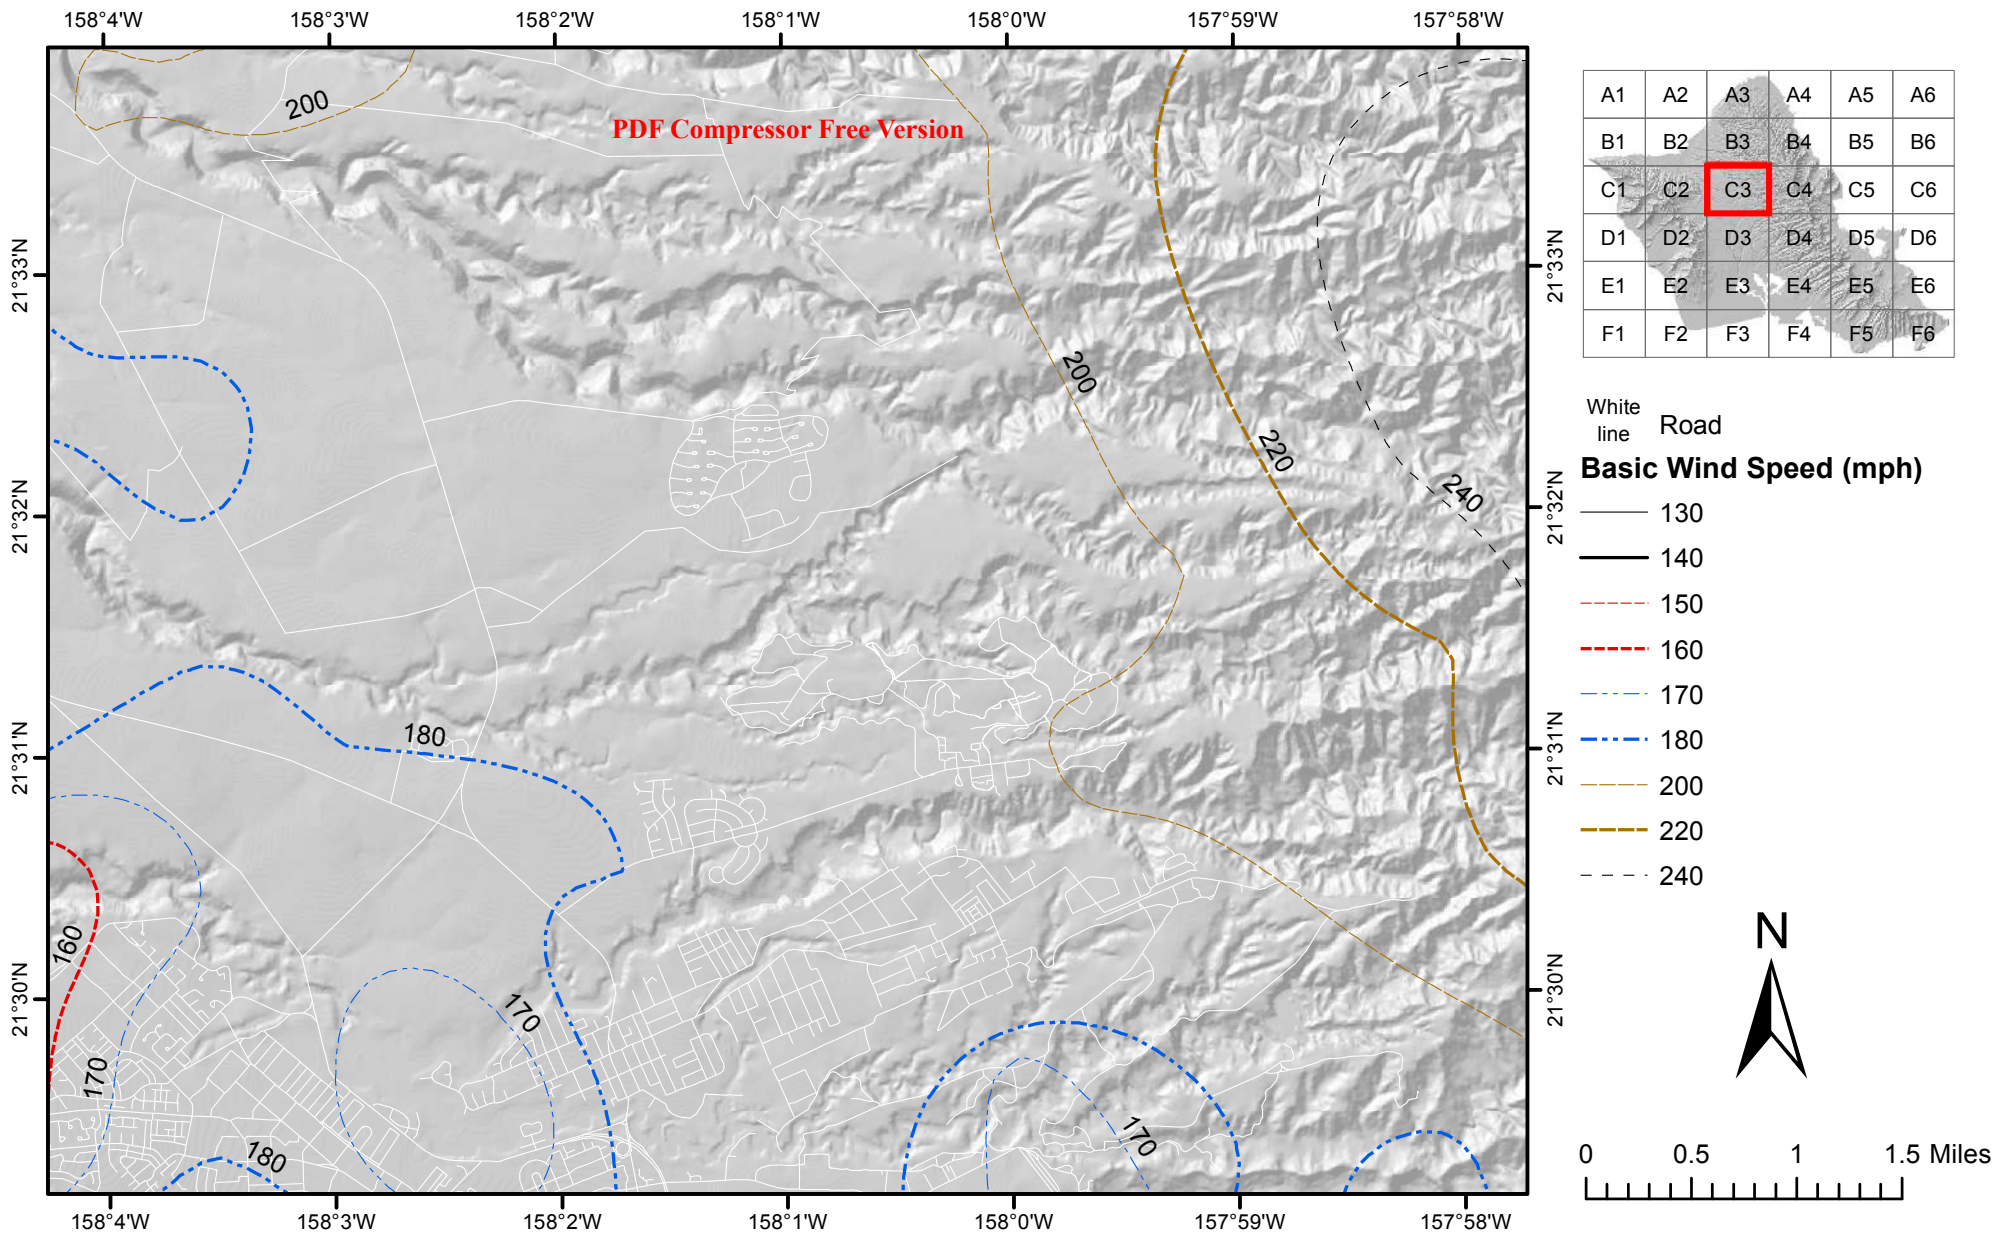 158°4'W 158°3'W 158°2'W 158°1'W 158°0'W 157°59'W 157°58'W
200
PDF Compressor Free Version
21°33'N 21°33'N
200
220
240
21°32'N 21°32'N
180
21°31'N 21°31'N
160
170
21°30'N 21°30'N
170
170
180
158°4'W 158°3'W 158°2'W 158°1'W 158°0'W 157°59'W 157°58'W
A1 A2 A3 A4 A5 A6
B1 B2 B3 B4 B5 B6
C1 C2 C3 C4 C5 C6
D1 D2 D3 D4 D5 D6
E1 E2 E3 E4 E5 E6
F1 F2 F3 F4 F5 F6
White
line Road
Basic Wind Speed (mph)
130
140
150
160
170
180
200
220
240
N
0 0.5 1 1.5 Miles